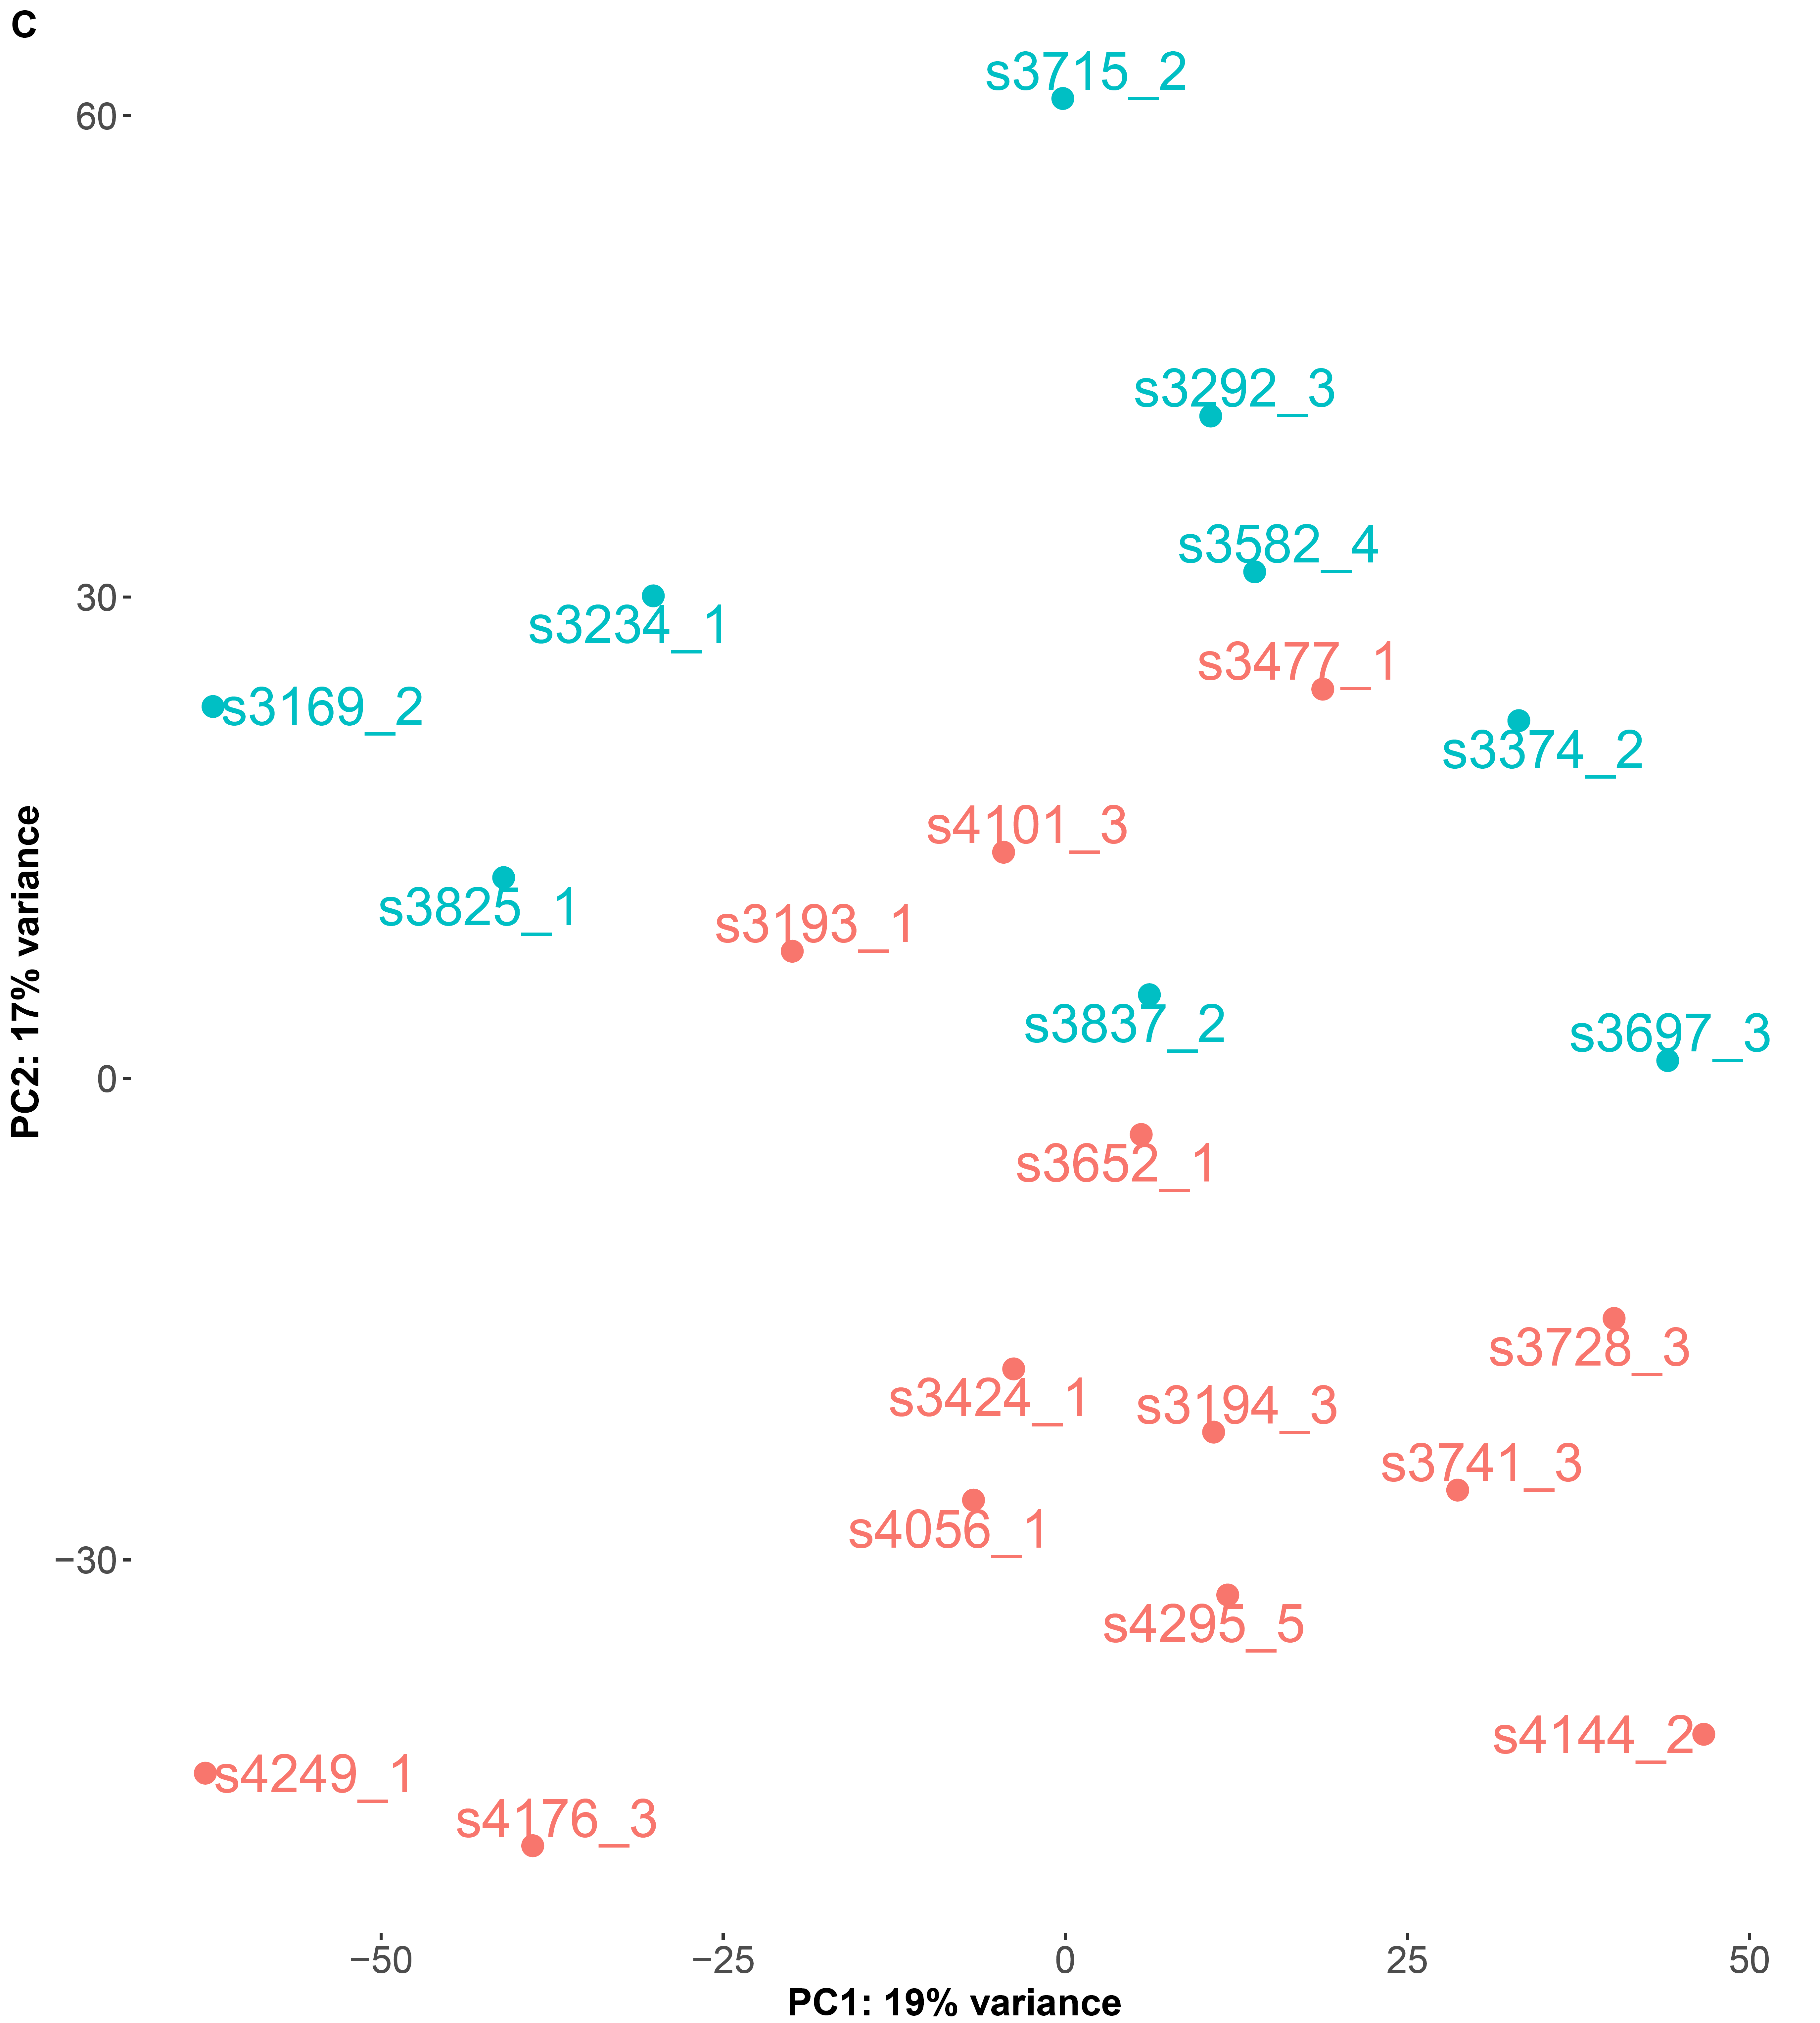 C
s3715_2
60
s3292_3
s3582_4
30
s3234_1
s3477_1
s3169_2
s3374_2
s4101_3
s3825_1
s3193_1
PC2: 17% variance
s3837_2
s3697_3
0
s3652_1
s3728_3
s3424_1
s3194_3
s3741_3
s4056_1
−30
s4295_5
s4144_2
s4249_1
s4176_3
−50 −25 0 25 50
PC1: 19% variance